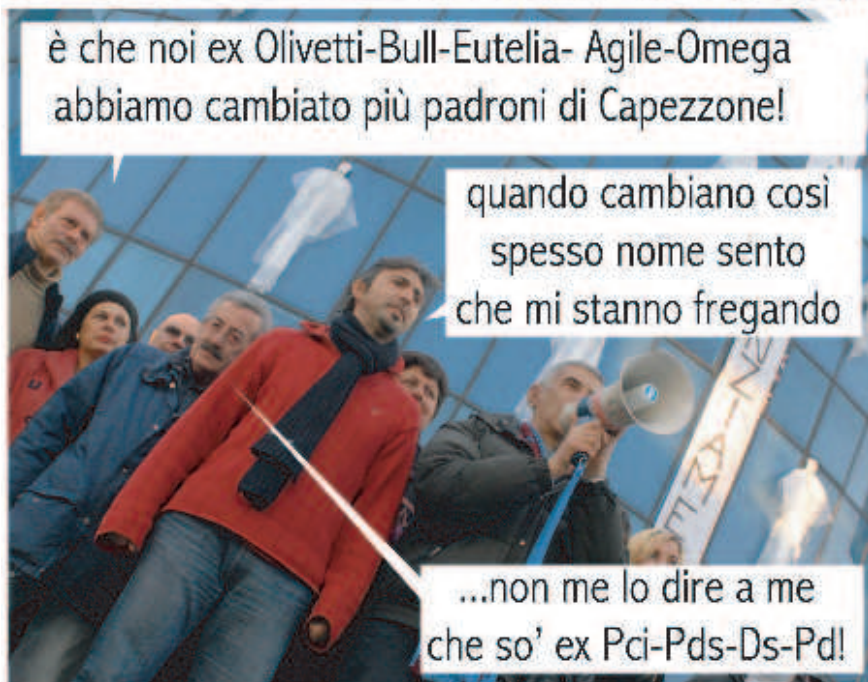 è che noi ex Olivetti-Bull-Eutelia- Agile-Omega
abbiamo cambiato più padroni di Capezzone!
quando cambiano così
spesso nome sento
che mi stanno fregando
...non me lo dire a me
che so' ex Pci-Pds-Ds-Pd!